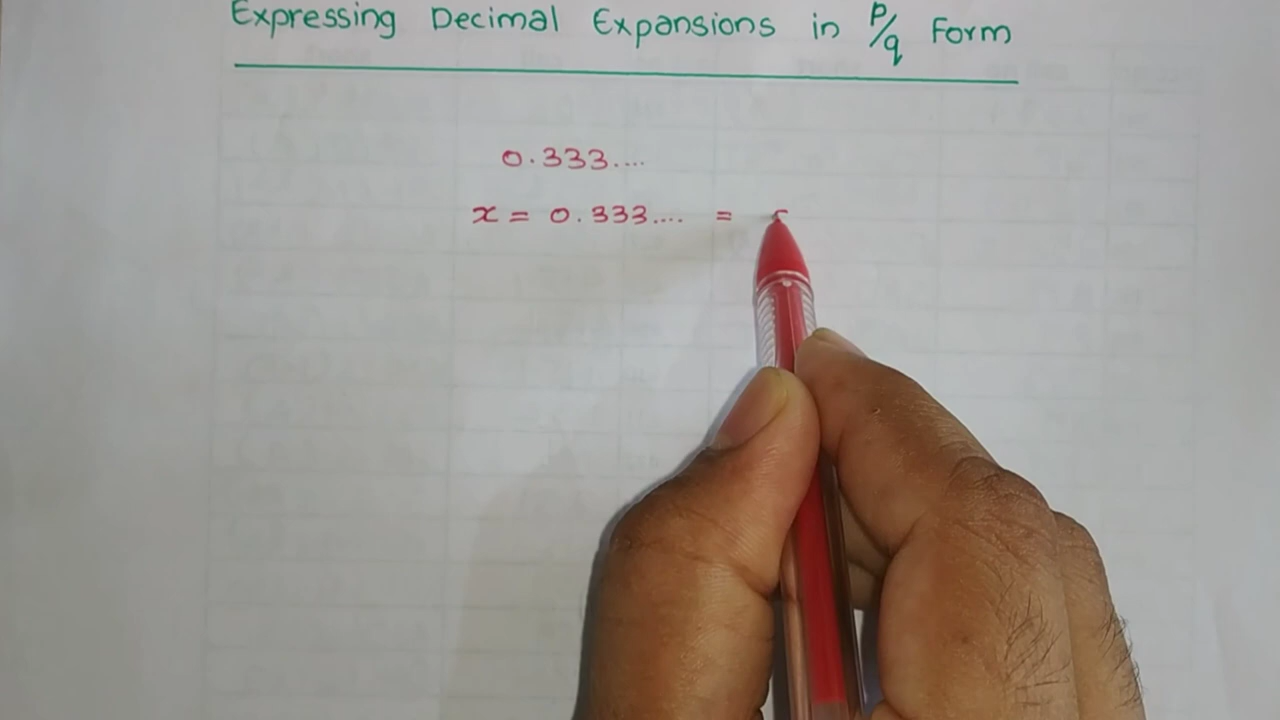 Expressing Decimal Expansions in P/q Form
0.333....
x = 0.333.... =